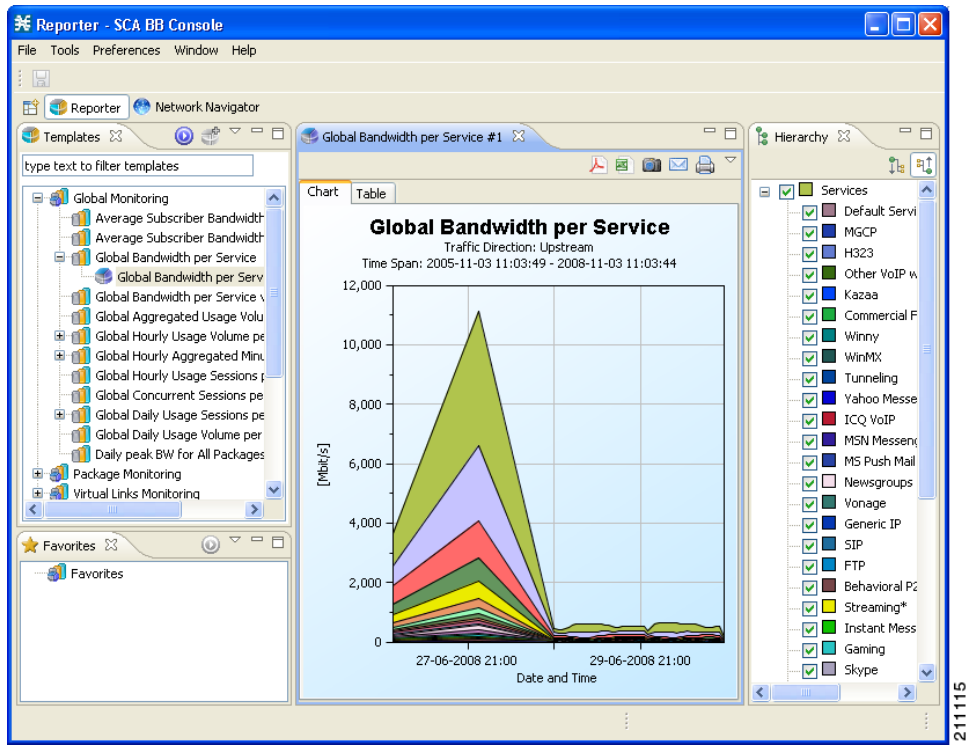 Reporter - SCA BB Console
File Tools Preferences Window Help
Reporter Network Navigator
Templates
type text to filter templates
Global Monitoring
Average Subscriber Bandwidth
Average Subscriber Bandwidth
Global Bandwidth per Service
Global Bandwidth per Serv
Global Bandwidth per Service v
Global Aggregated Usage Volu
Global Hourly Usage Volume pe
Global Hourly Aggregated Minu
Global Hourly Usage Sessions p
Global Concurrent Sessions pe
Global Daily Usage Sessions pe
Global Daily Usage Volume per
Daily peak BW for All Packages
Package Monitoring
Virtual Links Monitoring
Favorites
Favorites
Global Bandwidth per Service #1
Chart Table
Global Bandwidth per Service
Traffic Direction: Upstream
Time Span: 2005-11-03 11:03:49 - 2008-11-03 11:03:44
12,000
10,000
8,000
6,000
4,000
2,000
0
[Mbit/s]
27-06-2008 21:00 29-06-2008 21:00
Date and Time
Hierarchy
Services
Default Servi
MGCP
H323
Other VoIP w
Kazaa
Commercial F
Winny
WinMX
Tunneling
Yahoo Messe
ICQ VoIP
MSN Messeng
MS Push Mail
Newsgroups
Vonage
Generic IP
SIP
FTP
Behavioral P2
Streaming*
Instant Mess
Gaming
Skype
211115